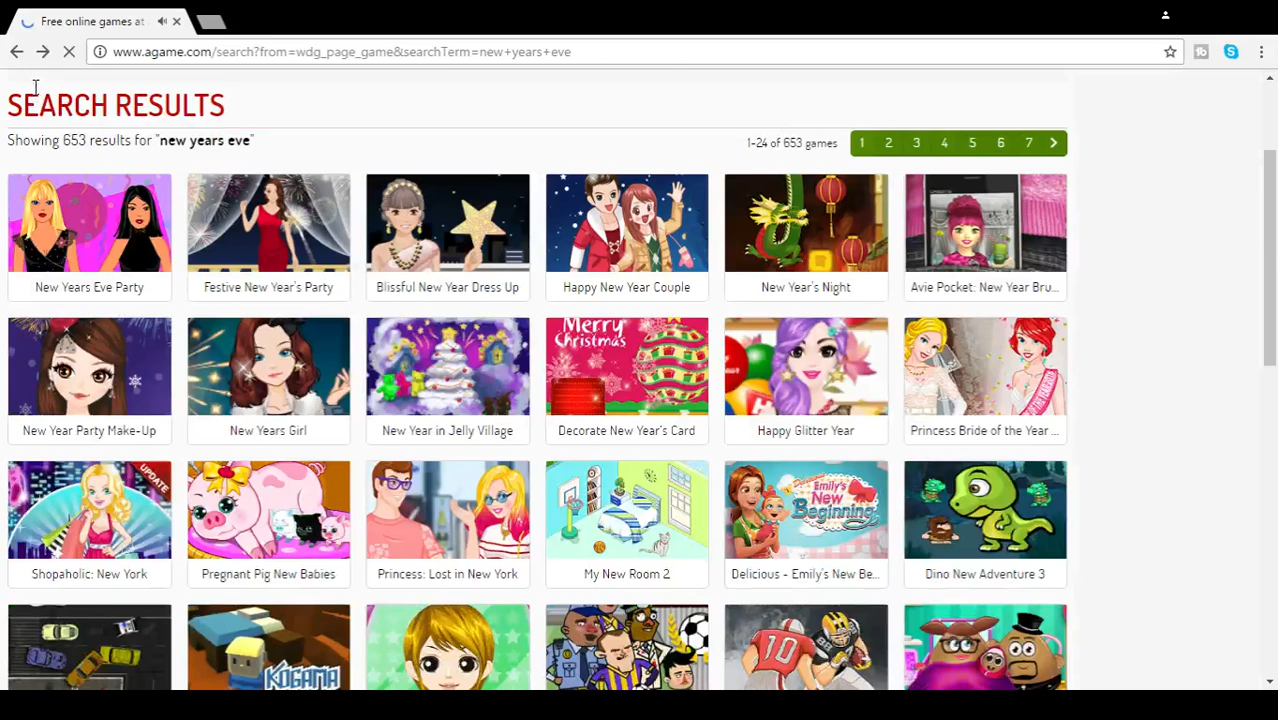 Free online games at
www.agame.com/search?from=wdg_page_game&searchTerm=new+years+eve
SEARCH RESULTS
Showing 653 results for "new years eve"
1-24 of 653 games
1 2 3 4 5 6 7 >
New Years Eve Party
Festive New Year's Party
Blissful New Year Dress Up
Happy New Year Couple
New Year's Night
Avie Pocket: New Year Bru...
Merry
Christmas
New Year Party Make-Up
New Years Girl
New Year in Jelly Village
Decorate New Year's Card
Happy Glitter Year
Princess Bride of the Year ...
UPDATE
Delicious
Emily's
New
Beginning
Shopaholic: New York
Pregnant Pig New Babies
Princess: Lost in New York
My New Room 2
Delicious - Emily's New Be...
Dino New Adventure 3
KOGAMA
10